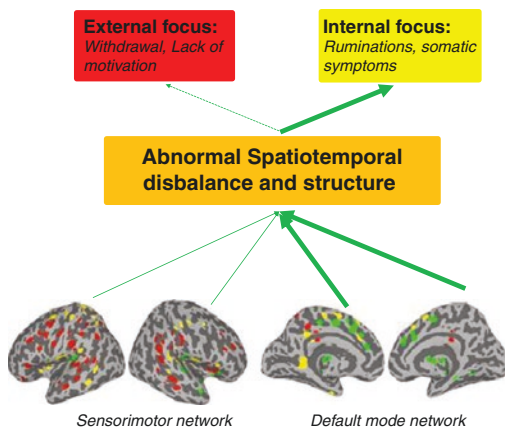 External focus:
Withdrawal, Lack of
motivation
Internal focus:
Ruminations, somatic
symptoms
Abnormal Spatiotemporal
disbalance and structure
Sensorimotor network
Default mode network